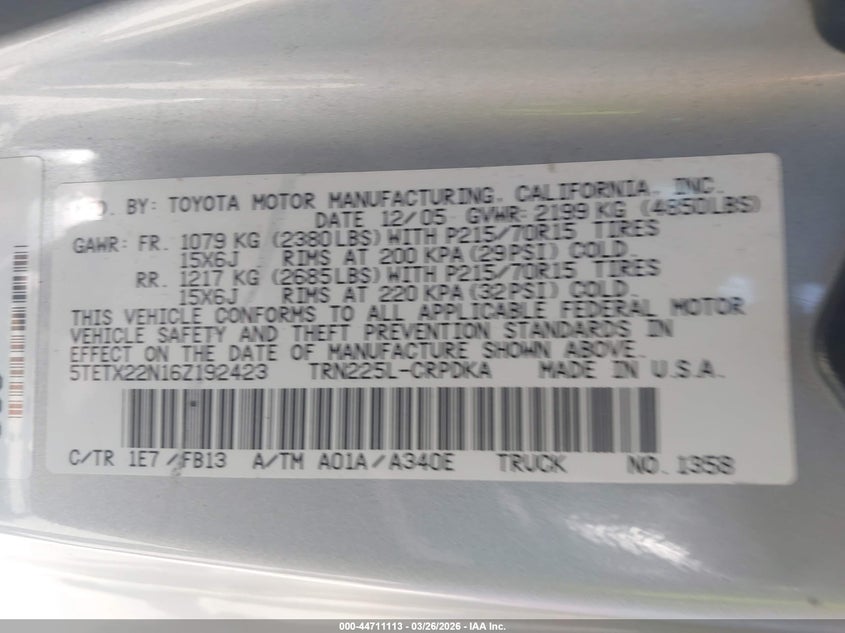 D. BY: TOYOTA MOTOR MANUFACTURING, CALIFORNIA, INC.
DATE 12/05 GVWR: 2199 KG (4850LBS)
GAWR: FR. 1079 KG (2380LBS) WITH P215/70R15 TIRES
15X6J RIMS AT 200 KPA (29PSI) COLD.
RR. 1217 KG (2685LBS) WITH P215/70R15 TIRES
15X6J RIMS AT 220 KPA (32PSI) COLD.
THIS VEHICLE CONFORMS TO ALL APPLICABLE FEDERAL MOTOR
VEHICLE SAFETY AND THEFT PREVENTION STANDARDS IN
EFFECT ON THE DATE OF MANUFACTURE SHOWN ABOVE.
5TETX22N16Z192423 TRN225L-CRPDKA MADE IN U.S.A.
C/TR 1E7 /FB13 A/TM A01A/A340E TRUCK NO. 1358
000-44711113 - 03/26/2026 - IAA Inc.